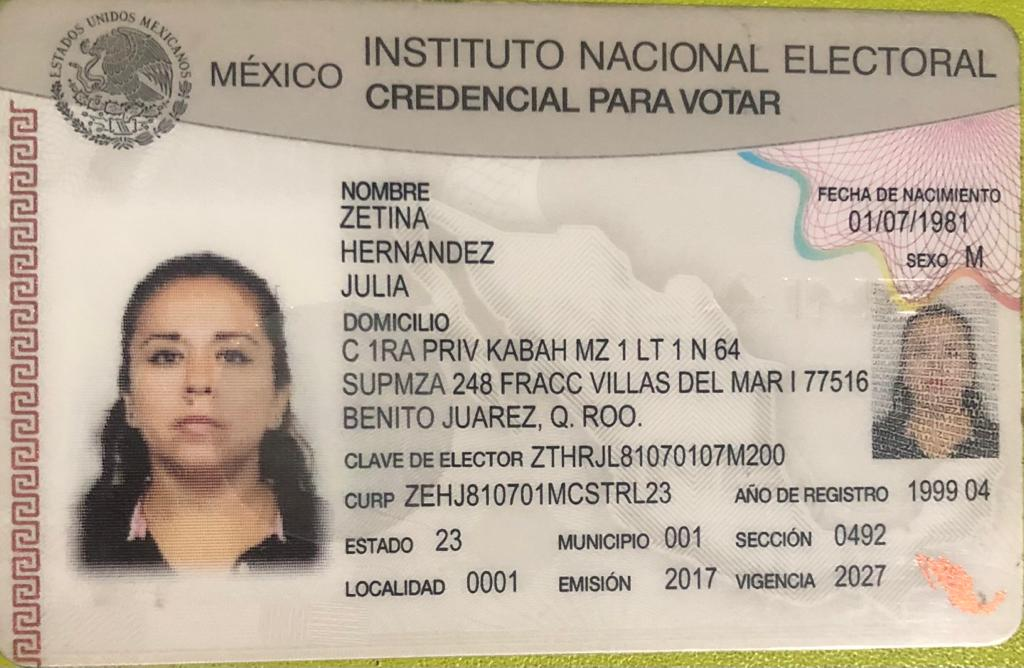 ESTADOS UNIDOS MEXICANOS
MÉXICO INSTITUTO NACIONAL ELECTORAL
CREDENCIAL PARA VOTAR
NOMBRE
ZETINA
HERNANDEZ
JULIA
FECHA DE NACIMIENTO
01/07/1981
SEXO M
DOMICILIO
C 1RA PRIV KABAH MZ 1 LT 1 N 64
SUPMZA 248 FRACC VILLAS DEL MAR I 77516
BENITO JUAREZ, Q. ROO.
CLAVE DE ELECTOR ZTHRJL81070107M200
CURP ZEHJ810701MCSTRL23 AÑO DE REGISTRO 1999 04
ESTADO 23 MUNICIPIO 001 SECCIÓN 0492
LOCALIDAD 0001 EMISIÓN 2017 VIGENCIA 2027